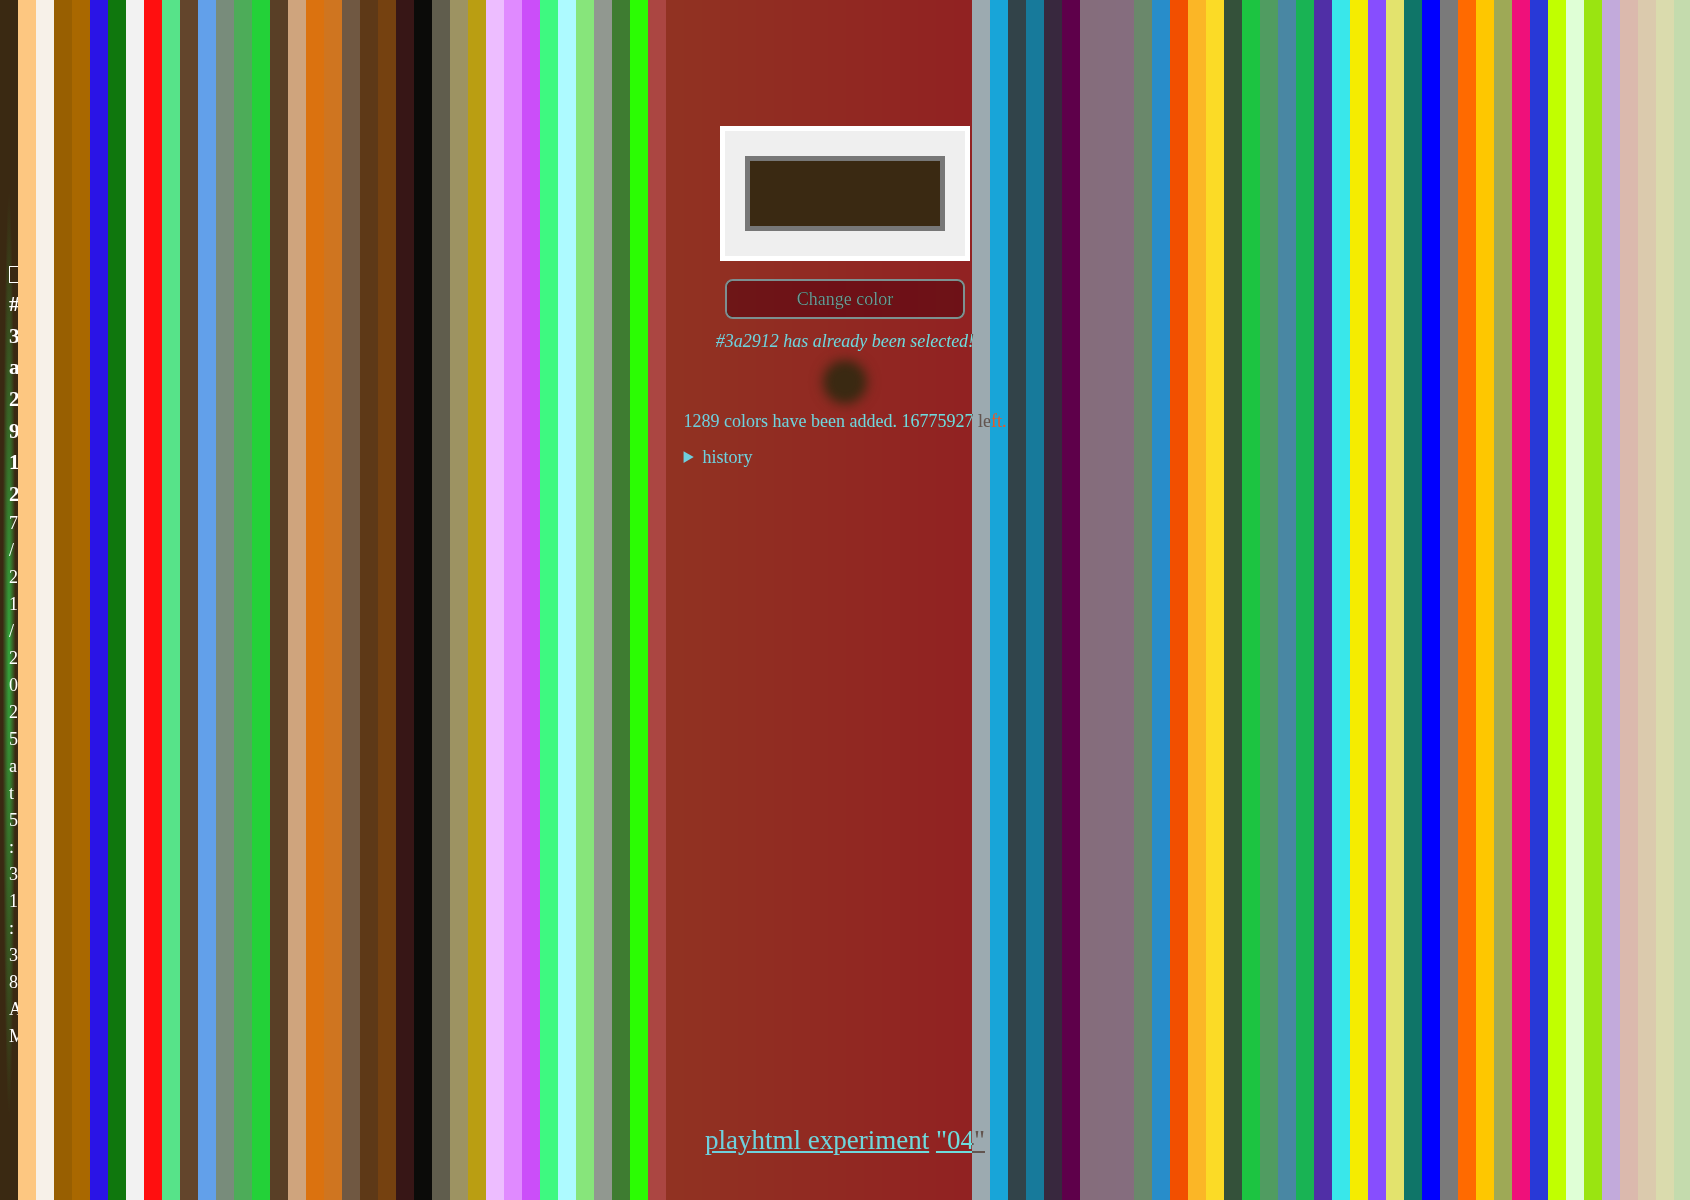 #
3
a
2
9
1
2
7
/
2
1
/
2
0
2
5
a
t
5
:
3
1
:
3
8
A
M
Change color
#3a2912 has already been selected!
1289 colors have been added. 16775927 left.
history
playhtml experiment "04"